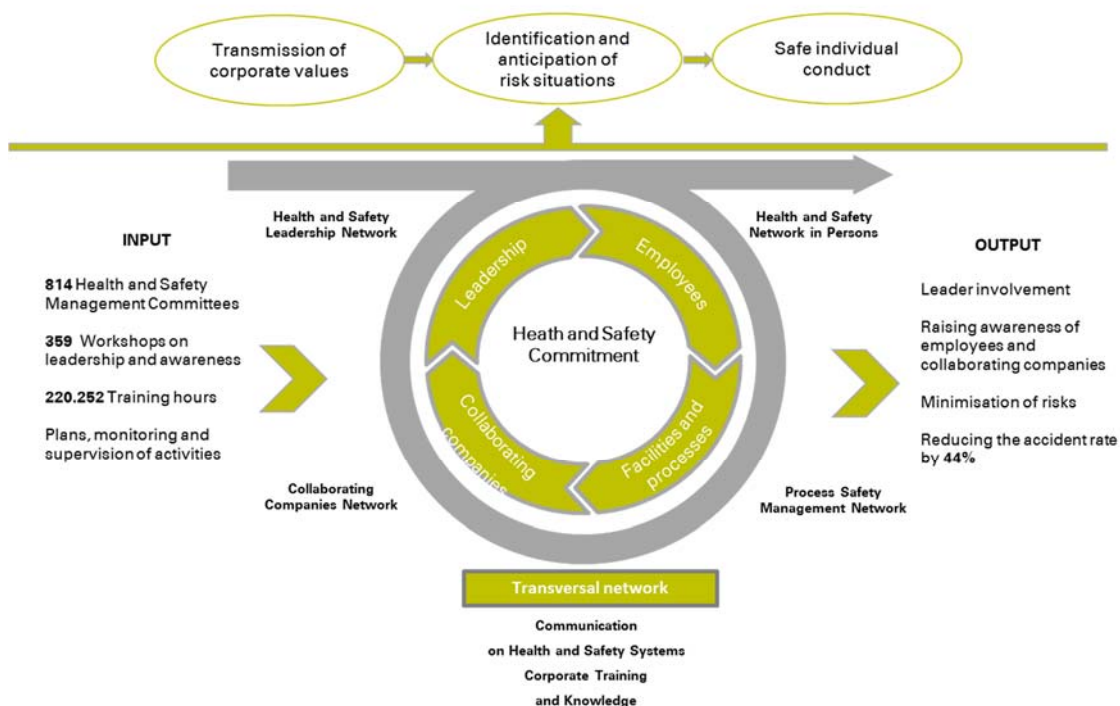 Transmission of
corporate values
Identification and
anticipation of
risk situations
Safe individual
conduct
Health and Safety
Leadership Network
Health and Safety
Network in Persons
INPUT
814 Health and Safety
Management Committees
359 Workshops on
leadership and awareness
220.252 Training hours
Plans, monitoring and
supervision of activities
Leadership
Employees
Heath and Safety
Commitment
Collaborating
companies
Facilities and
processes
OUTPUT
Leader involvement
Raising awareness of
employees and
collaborating companies
Minimisation of risks
Reducing the accident rate
by 44%
Collaborating
Companies Network
Process Safety
Management Network
Transversal network
Communication
on Health and Safety Systems
Corporate Training
and Knowledge